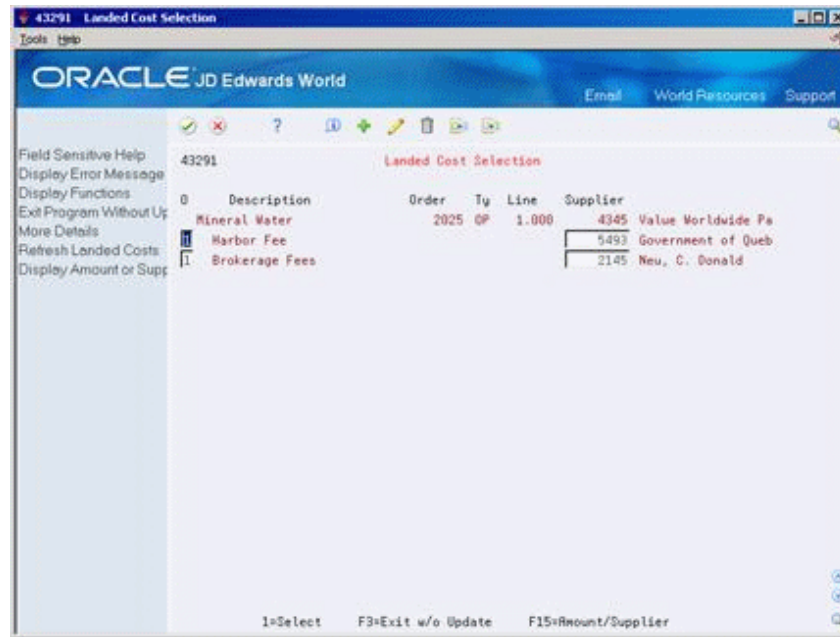 43291 Landed Cost Selection
Tools Help
ORACLE JD Edwards World
Email World Resources Support
?
Field Sensitive Help
Display Error Message
Display Functions
Exit Program Without Up
More Details
Refresh Landed Costs
Display Amount or Supp
43291 Landed Cost Selection
O Description Order Ty Line Supplier
Mineral Water 2025 OP 1.000 4345 Value Worldwide Pa
1 Harbor Fee 5493 Government of Queb
1 Brokerage Fees 2145 Neu, C. Donald
1=Select F3=Exit w/o Update F15=Amount/Supplier